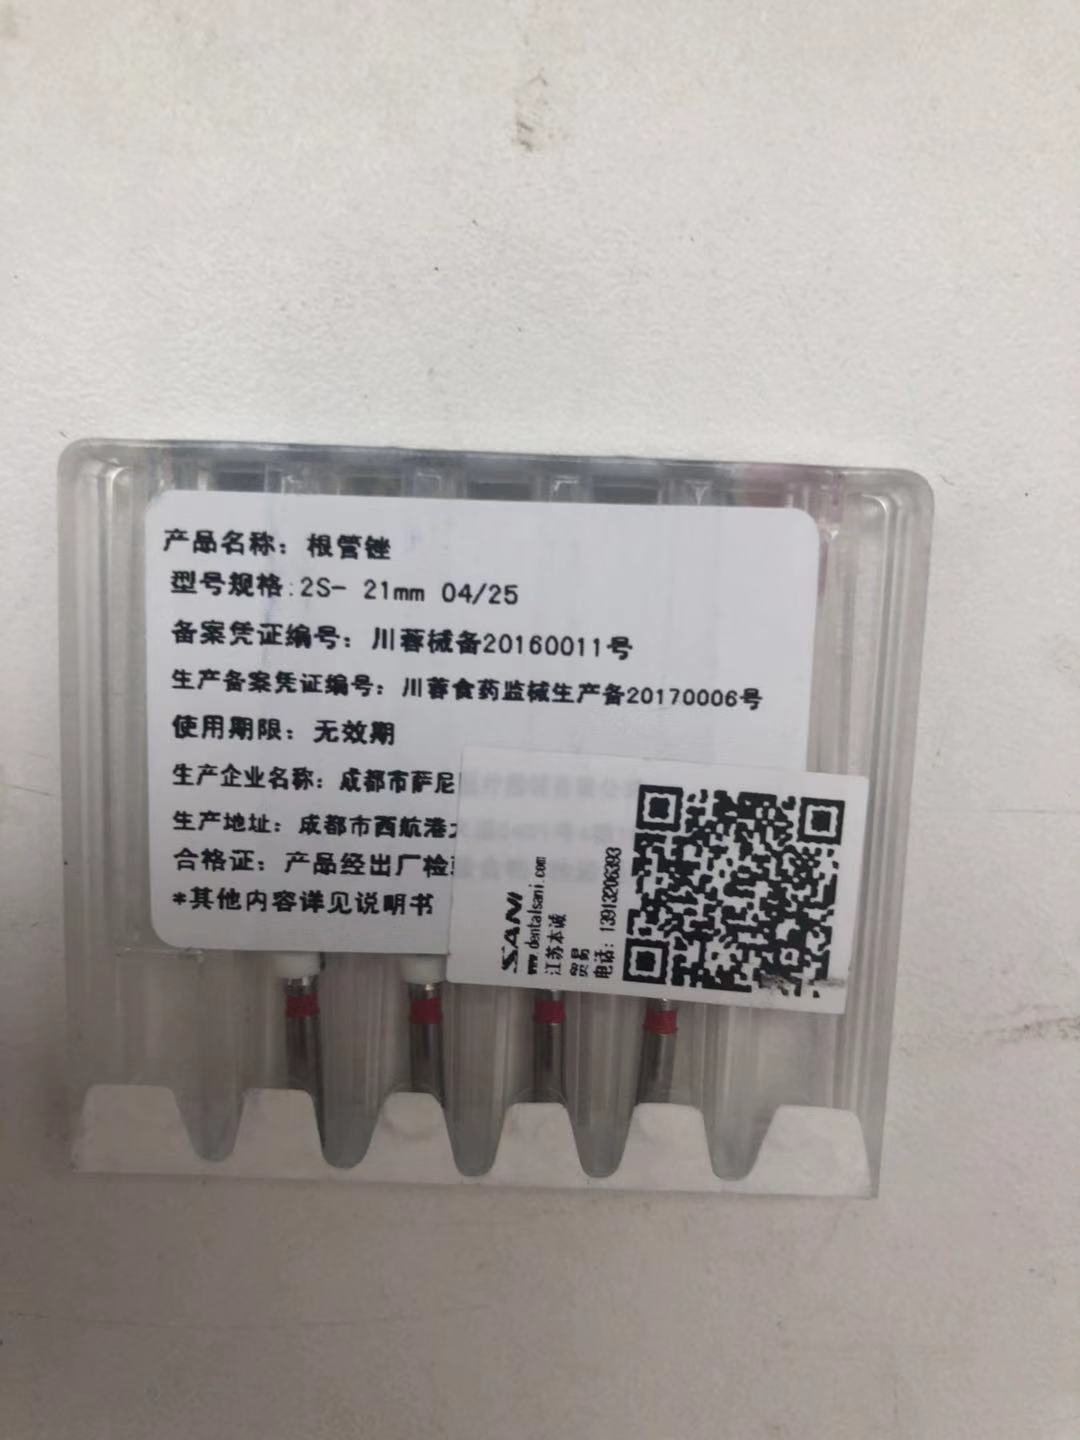 产品名称：根管锉
型号规格:2S- 21mm 04/25
备案凭证编号：川蓉械备20160011号
生产备案凭证编号：川蓉食药监械生产备20170006号
使用期限：无效期
生产企业名称：成都市萨尼
生产地址：成都市西航港
合格证：产品经出厂检
*其他内容详见说明书
SANI
www.dentalsani.com
江苏本诚
贸易
电话：13913206393